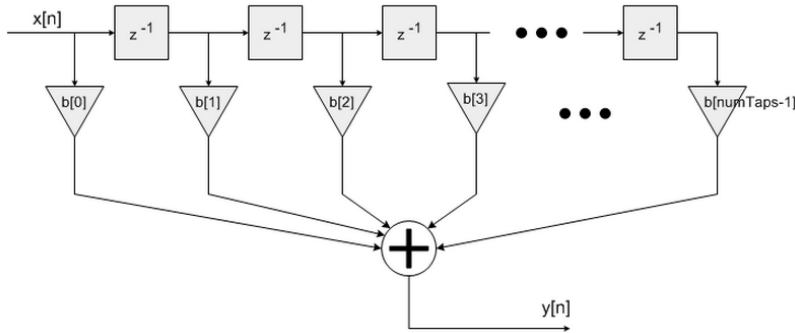 x[n]
z -1
z -1
z -1
z -1
b[0]
b[1]
b[2]
b[3]
b[numTaps-1]
y[n]